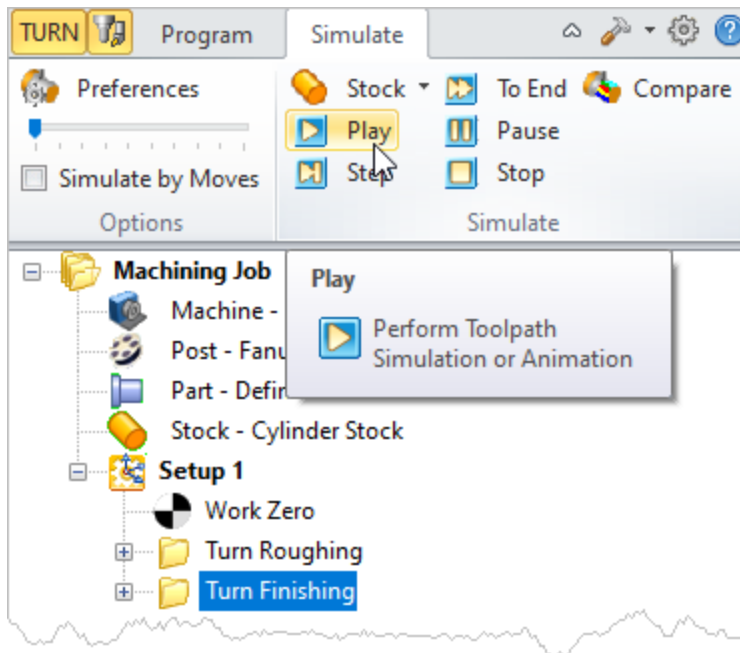 TURN Program Simulate
Preferences Stock To End Compare
Play Pause
Simulate by Moves Step Stop
Options Simulate
Machining Job Play
Machine - Perform Toolpath
Post - Fanu Simulation or Animation
Part - Defin
Stock - Cylinder Stock
Setup 1
Work Zero
Turn Roughing
Turn Finishing